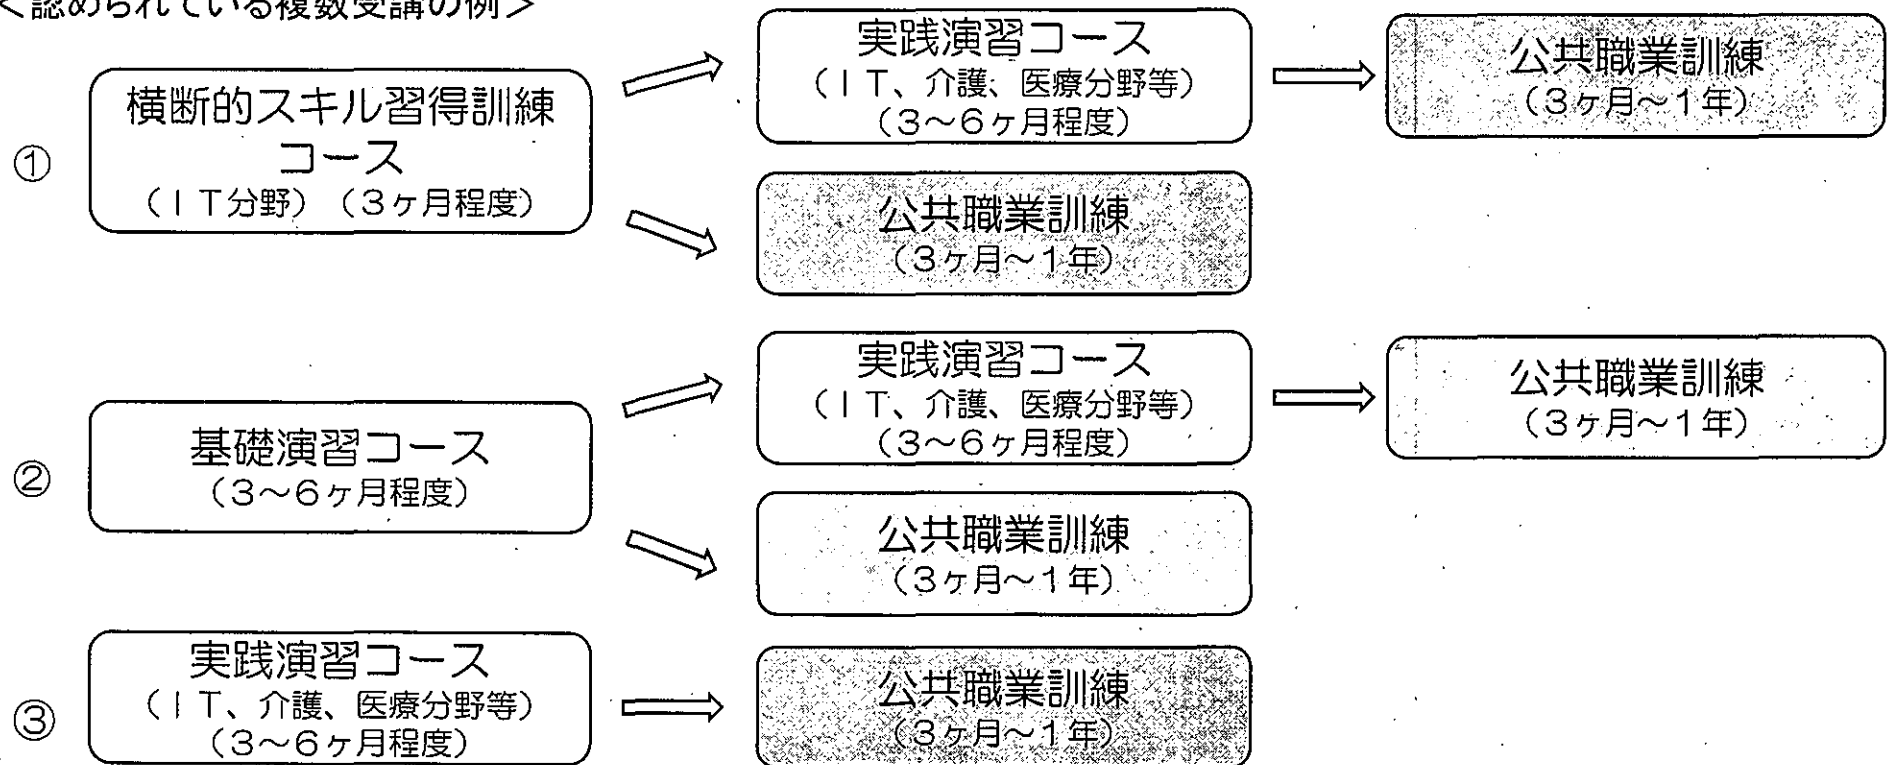 ＜認められている複数受講の例＞
①
横断的スキル習得訓練
コース
（ＩＴ分野）（３ヶ月程度）
実践演習コース
（ＩＴ、介護、医療分野等）
（３～６ヶ月程度）
公共職業訓練
（３ヶ月～１年）
公共職業訓練
（３ヶ月～１年）
②
基礎演習コース
（３～６ヶ月程度）
実践演習コース
（ＩＴ、介護、医療分野等）
（３～６ヶ月程度）
公共職業訓練
（３ヶ月～１年）
公共職業訓練
（３ヶ月～１年）
③
実践演習コース
（ＩＴ、介護、医療分野等）
（３～６ヶ月程度）
公共職業訓練
（３ヶ月～１年）